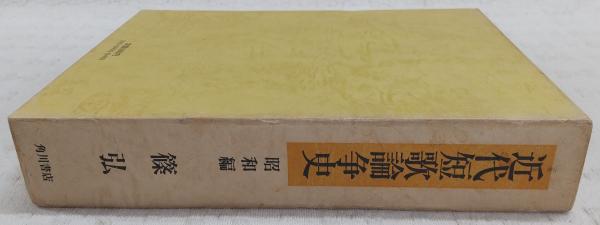 近代短歌論争史
昭和編
篠 弘
角川書店